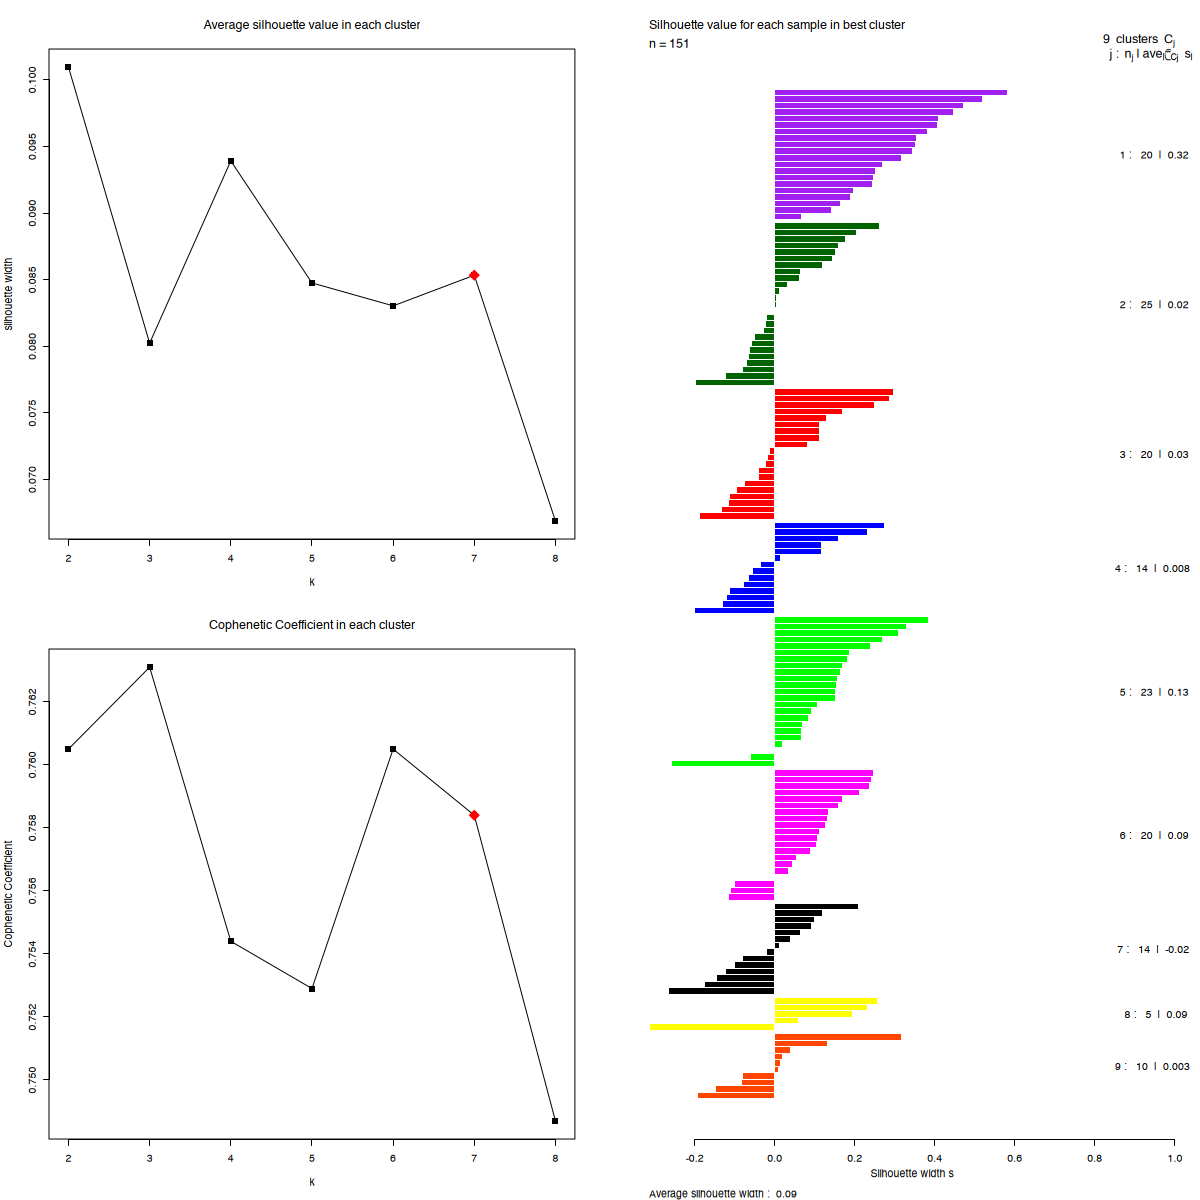 Average silhouette value in each cluster
silhouette width
0.100
0.095
0.090
0.085
0.080
0.075
0.070
2 3 4 5 6 7 8
k
Cophenetic Coefficient in each cluster
Cophenetic Coefficient
0.762
0.760
0.758
0.756
0.754
0.752
0.750
2 3 4 5 6 7 8
k
Silhouette value for each sample in best cluster
n = 151
9 clusters Cj
j : nj | avei∈Cj si
1 : 20 | 0.32
2 : 25 | 0.02
3 : 20 | 0.03
4 : 14 | 0.008
5 : 23 | 0.13
6 : 20 | 0.09
7 : 14 | -0.02
8 : 5 | 0.09
9 : 10 | 0.003
-0.2 0.0 0.2 0.4 0.6 0.8 1.0
Silhouette width s
Average silhouette width : 0.09